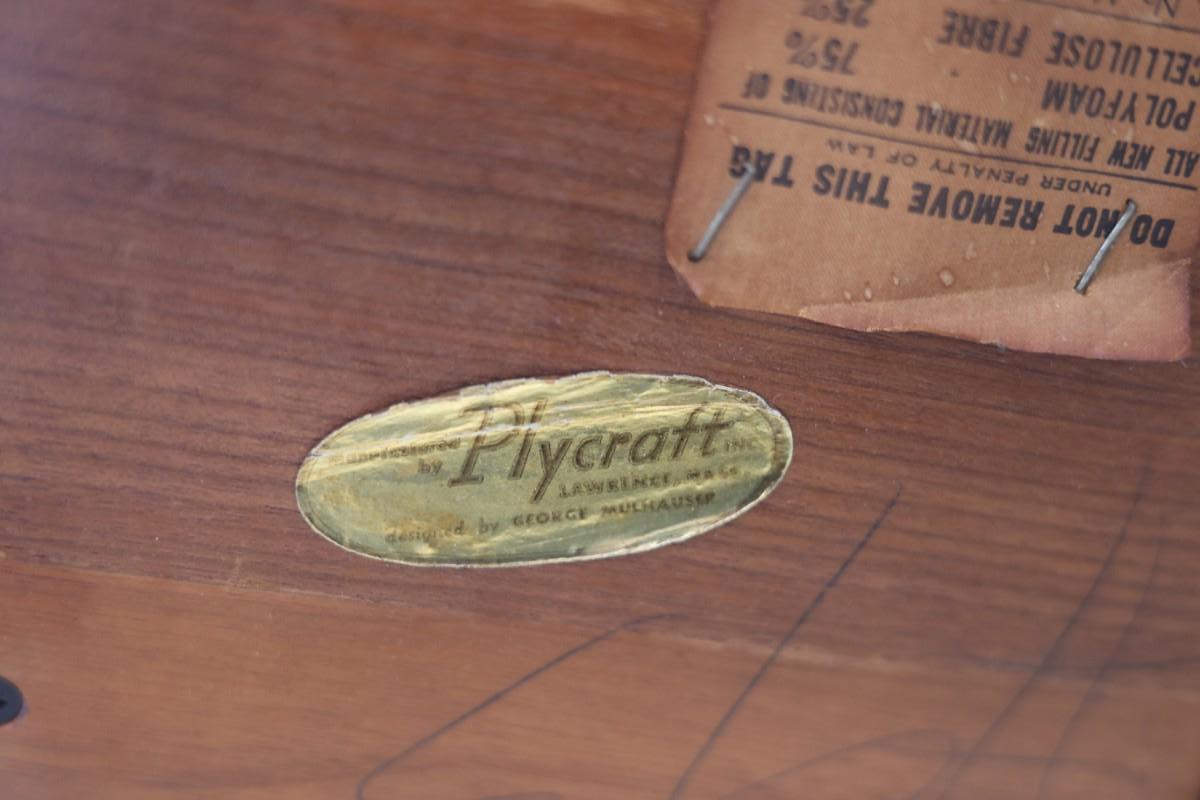 DO NOT REMOVE THIS TAG
UNDER PENALTY OF LAW
ALL NEW FILLING MATERIAL CONSISTING OF
POLYFOAM 75%
CELLULOSE FIBRE 25%
by Plycraft INC
LAWRENCE, MASS
designed by GEORGE MULHAUSER